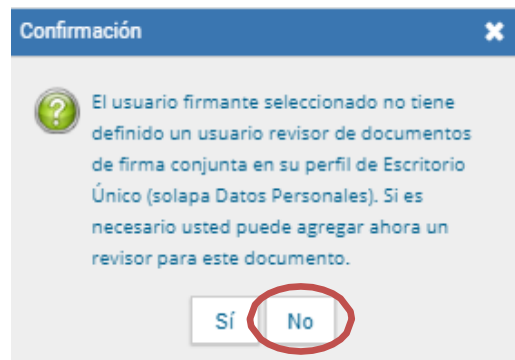 Confirmación
El usuario firmante seleccionado no tiene
definido un usuario revisor de documentos
de firma conjunta en su perfil de Escritorio
Único (solapa Datos Personales). Si es
necesario usted puede agregar ahora un
revisor para este documento.
Sí No